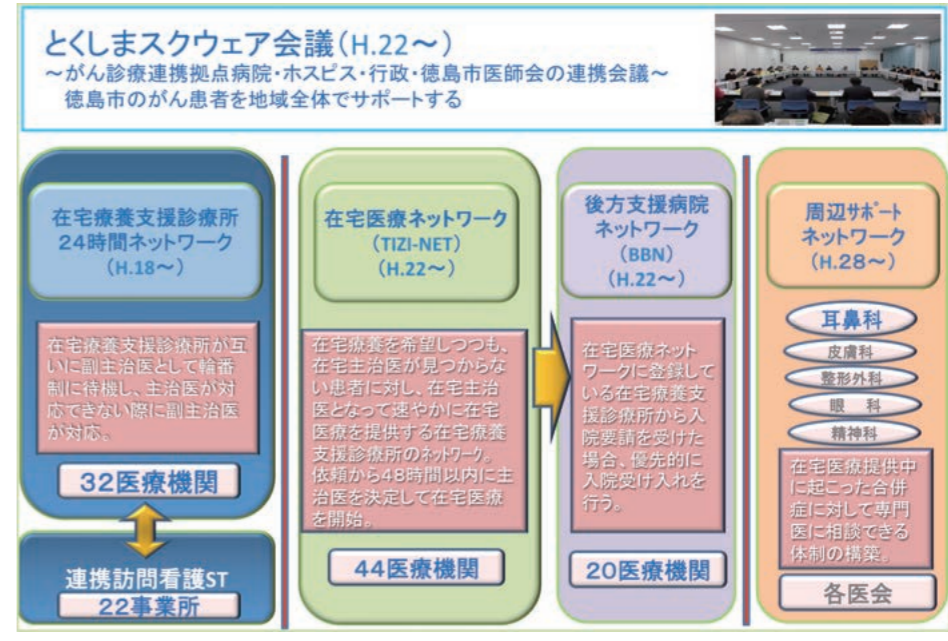 とくしまスクウェア会議(H.22～)
～がん診療連携拠点病院・ホスピス・行政・徳島市医師会の連携会議～
徳島市のがん患者を地域全体でサポートする
在宅療養支援診療所
24時間ネットワーク
(H.18～)
在宅療養支援診療所が互
いに副主治医として輪番
制に待機し、主治医が対
応できない際に副主治医
が対応。
32医療機関
連携訪問看護ST
22事業所
在宅医療ネットワーク
(TIZI-NET)
(H.22～)
在宅療養を希望しつつも、
在宅主治医が見つからな
い患者に対し、在宅主治
医となって速やかに在宅
医療を提供する在宅療養
支援診療所のネットワーク。
依頼から48時間以内に主
治医を決定して在宅医療
を開始。
44医療機関
後方支援病院
ネットワーク
(BBN)
(H.22～)
在宅医療ネット
ワークに登録して
いる在宅療養支
援診療所から入
院要請を受けた
場合、優先的に
入院受け入れを
行う。
20医療機関
周辺サポート
ネットワーク
(H.28～)
耳鼻科
皮膚科
整形外科
眼 科
精神科
在宅医療提供中
に起こった合併
症に対して専門
医に相談できる
体制の構築。
各医会